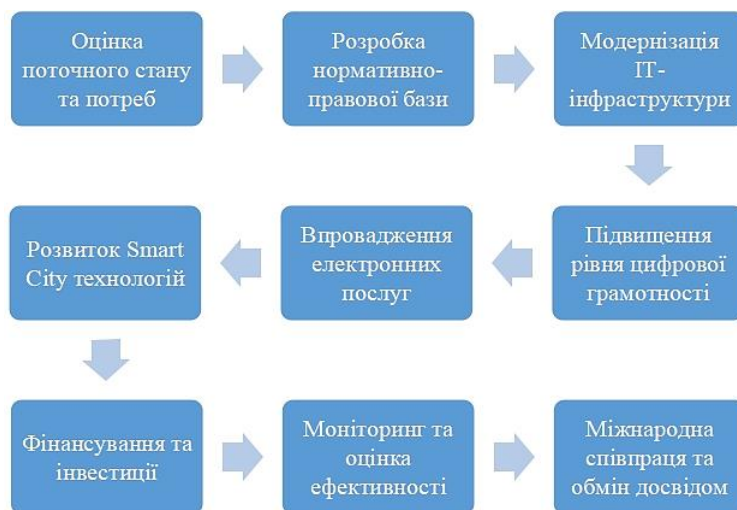 Оцінка
поточного стану
та потреб
Розробка
нормативно-
правової бази
Модернізація
ІТ-
інфраструктури
Підвищення
рівня цифрової
грамотності
Впровадження
електронних
послуг
Розвиток Smart
City технологій
Фінансування та
інвестиції
Моніторинг та
оцінка
ефективності
Міжнародна
співпраця та
обмін досвідом